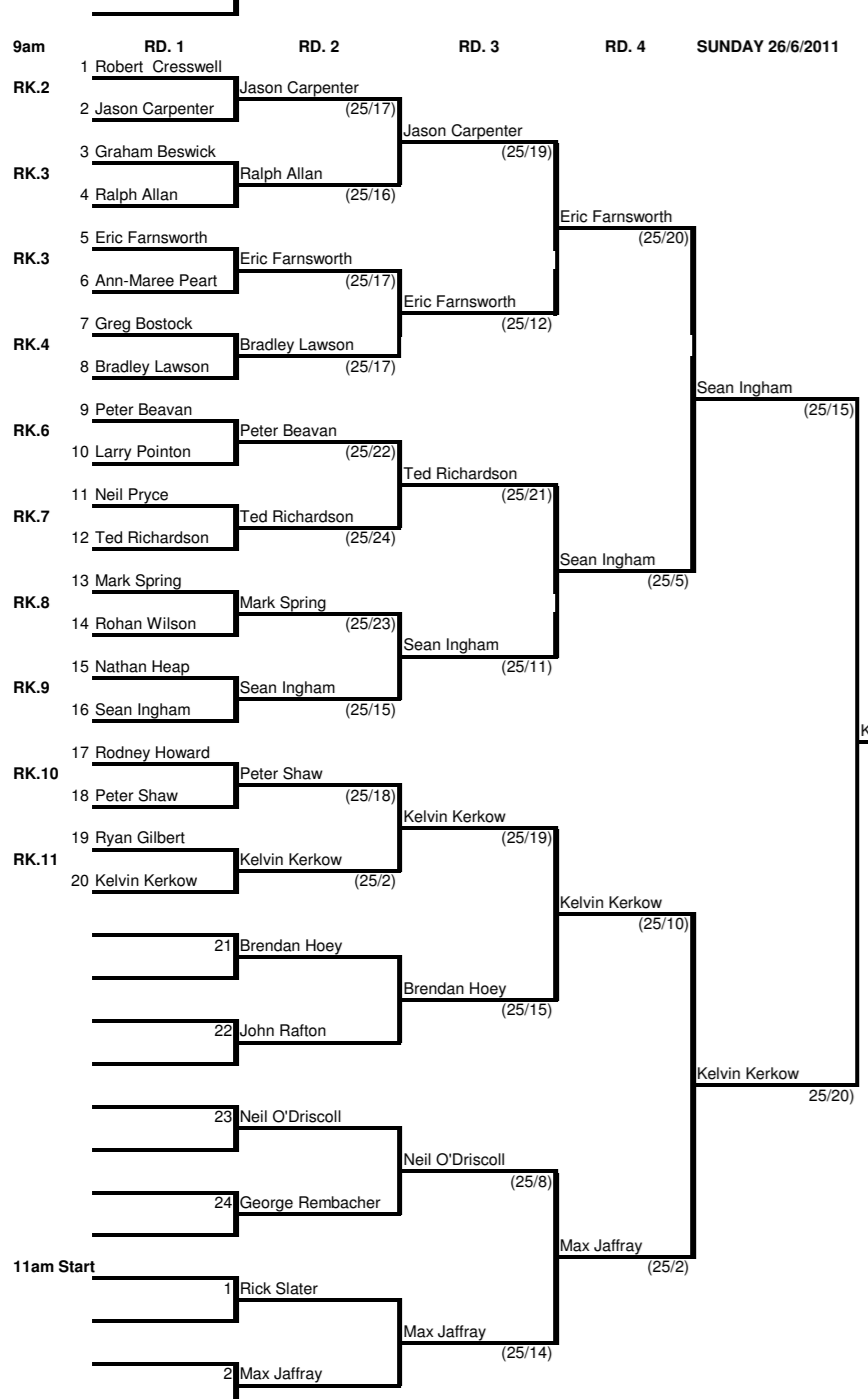 9am RD. 1 RD. 2 RD. 3 RD. 4 SUNDAY 26/6/2011
1 Robert Cresswell
RK.2 Jason Carpenter
2 Jason Carpenter (25/17)
Jason Carpenter
3 Graham Beswick (25/19)
RK.3 Ralph Allan
4 Ralph Allan (25/16)
Eric Farnsworth
5 Eric Farnsworth (25/20)
RK.3 Eric Farnsworth
6 Ann-Maree Peart (25/17)
Eric Farnsworth
7 Greg Bostock (25/12)
RK.4 Bradley Lawson
8 Bradley Lawson (25/17)
Sean Ingham
9 Peter Beavan (25/15)
RK.6 Peter Beavan
10 Larry Pointon (25/22)
Ted Richardson
11 Neil Pryce (25/21)
RK.7 Ted Richardson
12 Ted Richardson (25/24)
Sean Ingham
13 Mark Spring (25/5)
RK.8 Mark Spring
14 Rohan Wilson (25/23)
Sean Ingham
15 Nathan Heap (25/11)
RK.9 Sean Ingham
16 Sean Ingham (25/15)
K
17 Rodney Howard
RK.10 Peter Shaw
18 Peter Shaw (25/18)
Kelvin Kerkow
19 Ryan Gilbert (25/19)
RK.11 Kelvin Kerkow
20 Kelvin Kerkow (25/2)
Kelvin Kerkow
(25/10)
21 Brendan Hoey
Brendan Hoey
(25/15)
22 John Rafton
Kelvin Kerkow
25/20)
23 Neil O'Driscoll
Neil O'Driscoll
(25/8)
24 George Rembacher
Max Jaffray
11am Start (25/2)
1 Rick Slater
Max Jaffray
(25/14)
2 Max Jaffray